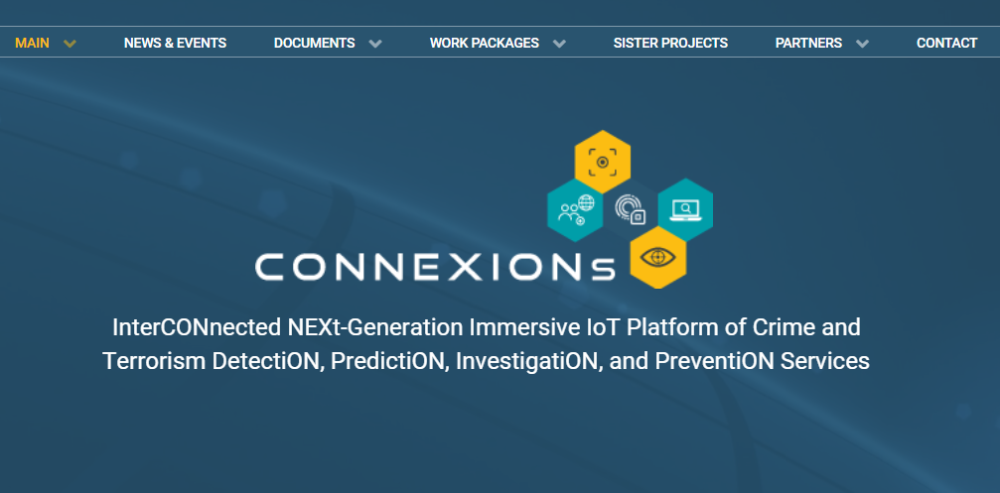 MAIN NEWS & EVENTS DOCUMENTS WORK PACKAGES SISTER PROJECTS PARTNERS CONTACT
CONNEXIONs
InterCONnected NEXt-Generation Immersive IoT Platform of Crime and
Terrorism DetectiON, PredictiON, InvestigatiON, and PreventiON Services